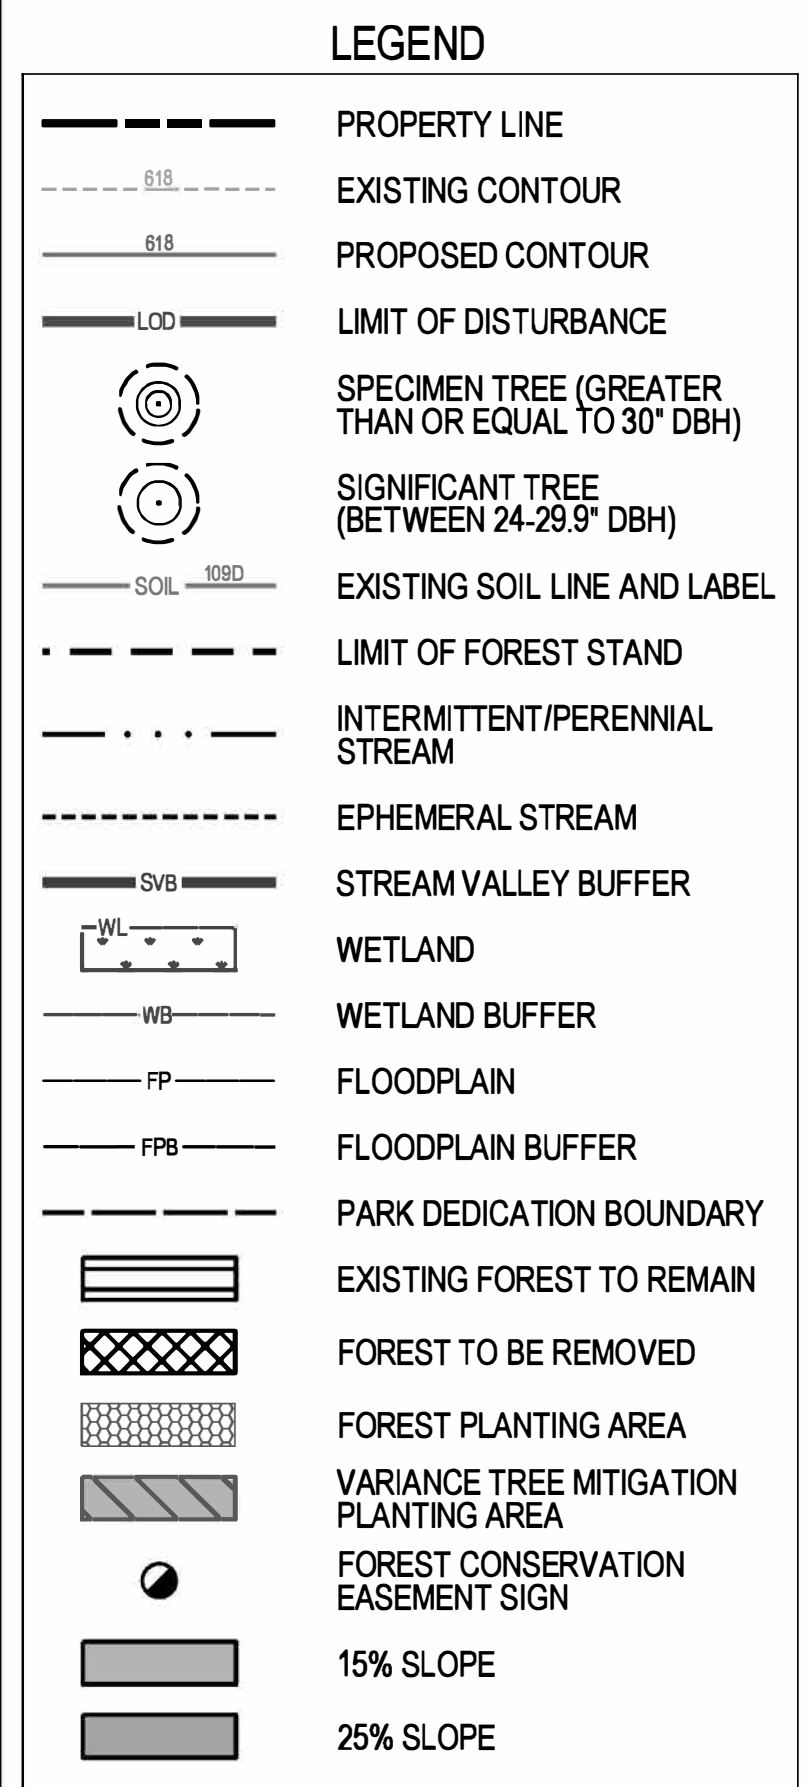 LEGEND
PROPERTY LINE
618
EXISTING CONTOUR
618
PROPOSED CONTOUR
LOD
LIMIT OF DISTURBANCE
SPECIMEN TREE (GREATER
THAN OR EQUAL TO 30" DBH)
SIGNIFICANT TREE
(BETWEEN 24-29.9" DBH)
SOIL 109D
EXISTING SOIL LINE AND LABEL
LIMIT OF FOREST STAND
INTERMITTENT/PERENNIAL
STREAM
EPHEMERAL STREAM
SVB
STREAM VALLEY BUFFER
WL
WETLAND
WB
WETLAND BUFFER
FP
FLOODPLAIN
FPB
FLOODPLAIN BUFFER
PARK DEDICATION BOUNDARY
EXISTING FOREST TO REMAIN
FOREST TO BE REMOVED
FOREST PLANTING AREA
VARIANCE TREE MITIGATION
PLANTING AREA
FOREST CONSERVATION
EASEMENT SIGN
15% SLOPE
25% SLOPE